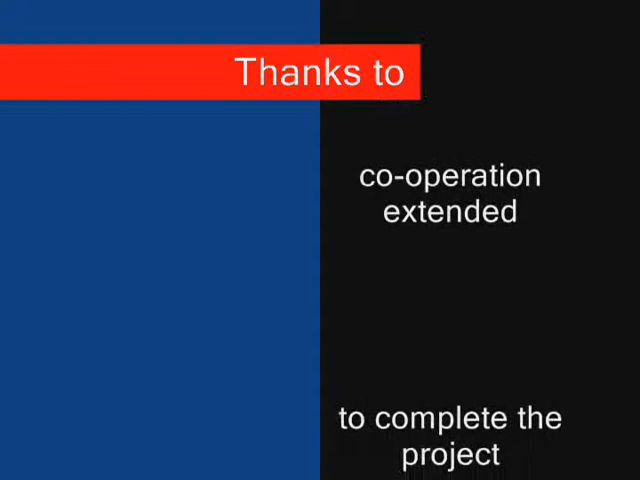 Thanks to
co-operation
extended
to complete the
project